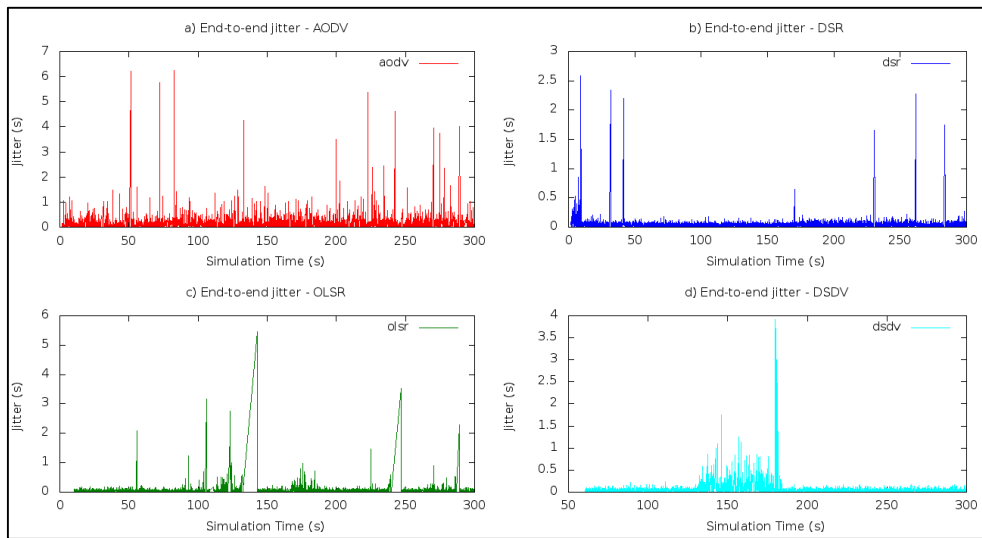 a) End-to-end jitter - AODV
7
6
5
4
3
2
1
0
Jitter (s)
aodv
0 50 100 150 200 250 300
Simulation Time (s)
b) End-to-end jitter - DSR
3
2.5
2
1.5
1
0.5
0
Jitter (s)
dsr
0 50 100 150 200 250 300
Simulation Time (s)
c) End-to-end jitter - OLSR
6
5
4
3
2
1
0
Jitter (s)
olsr
0 50 100 150 200 250 300
Simulation Time (s)
d) End-to-end jitter - DSDV
4
3.5
3
2.5
2
1.5
1
0.5
0
Jitter (s)
dsdv
50 100 150 200 250 300
Simulation Time (s)